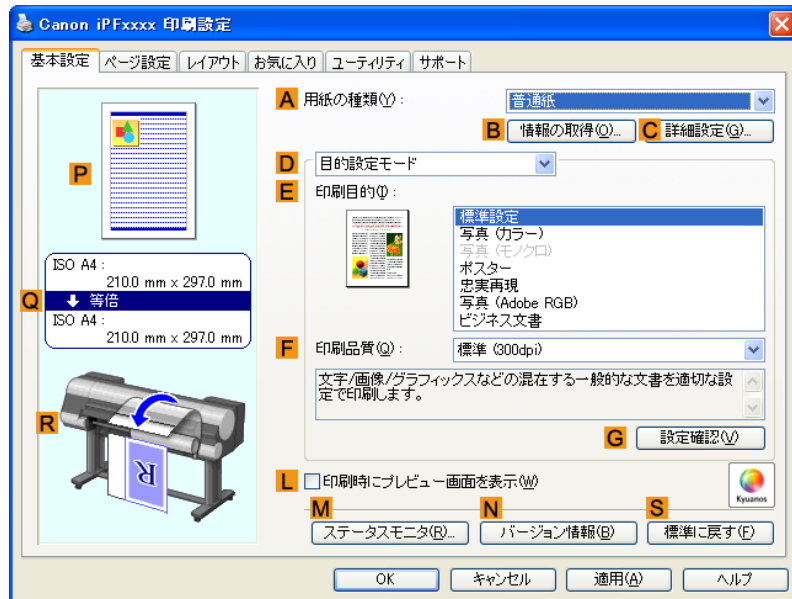 Canon iPFxxxx 印刷設定
基本設定 ページ設定 レイアウト お気に入り ユーティリティ サポート
A 用紙の種類(Y): 普通紙
B 情報の取得(O)... C 詳細設定(G)...
D 目的設定モード
E 印刷目的(I):
標準設定
写真 (カラー)
写真 (モノクロ)
ポスター
忠実再現
写真 (Adobe RGB)
ビジネス文書
F 印刷品質(Q): 標準 (300dpi)
文字/画像/グラフィックスなどの混在する一般的な文書を適切な設
定で印刷します。
G 設定確認(V)
P
ISO A4 :
210.0 mm x 297.0 mm
Q 等倍
ISO A4 :
210.0 mm x 297.0 mm
R
R
L 印刷時にプレビュー画面を表示(W)
Kyuanos
M N S
ステータスモニタ(R)... バージョン情報(B) 標準に戻す(F)
OK キャンセル 適用(A) ヘルプ